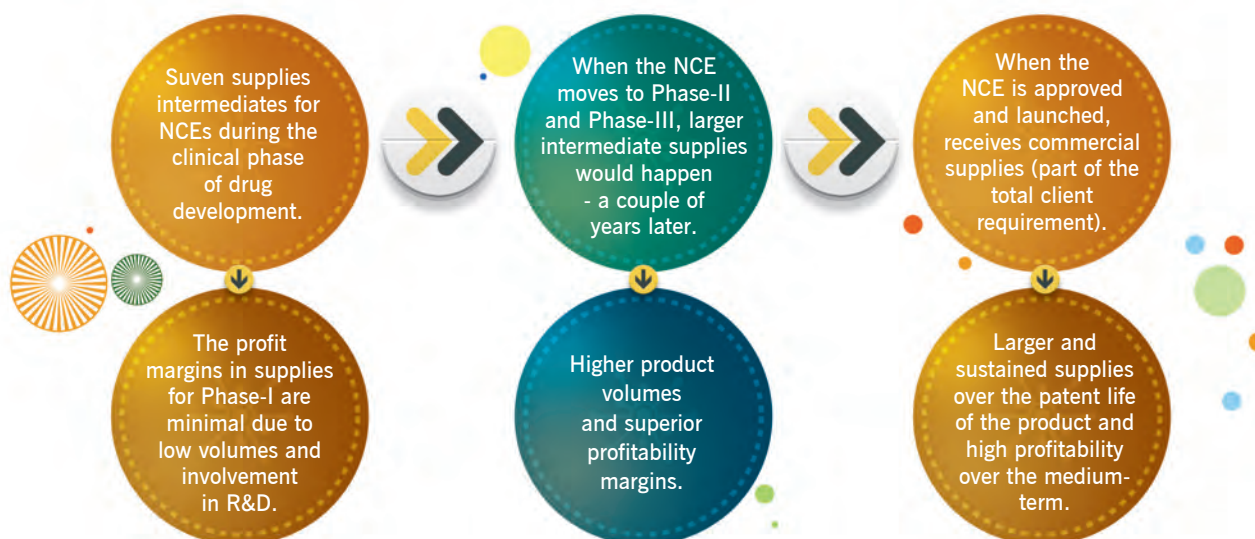 Suven supplies
intermediates for
NCEs during the
clinical phase
of drug
development.
When the NCE
moves to Phase-II
and Phase-III, larger
intermediate supplies
would happen
- a couple of
years later.
When the
NCE is approved
and launched,
receives commercial
supplies (part of the
total client
requirement).
The profit
margins in supplies
for Phase-I are
minimal due to
low volumes and
involvement
in R&D.
Higher product
volumes
and superior
profitability
margins.
Larger and
sustained supplies
over the patent life
of the product and
high profitability
over the medium-
term.